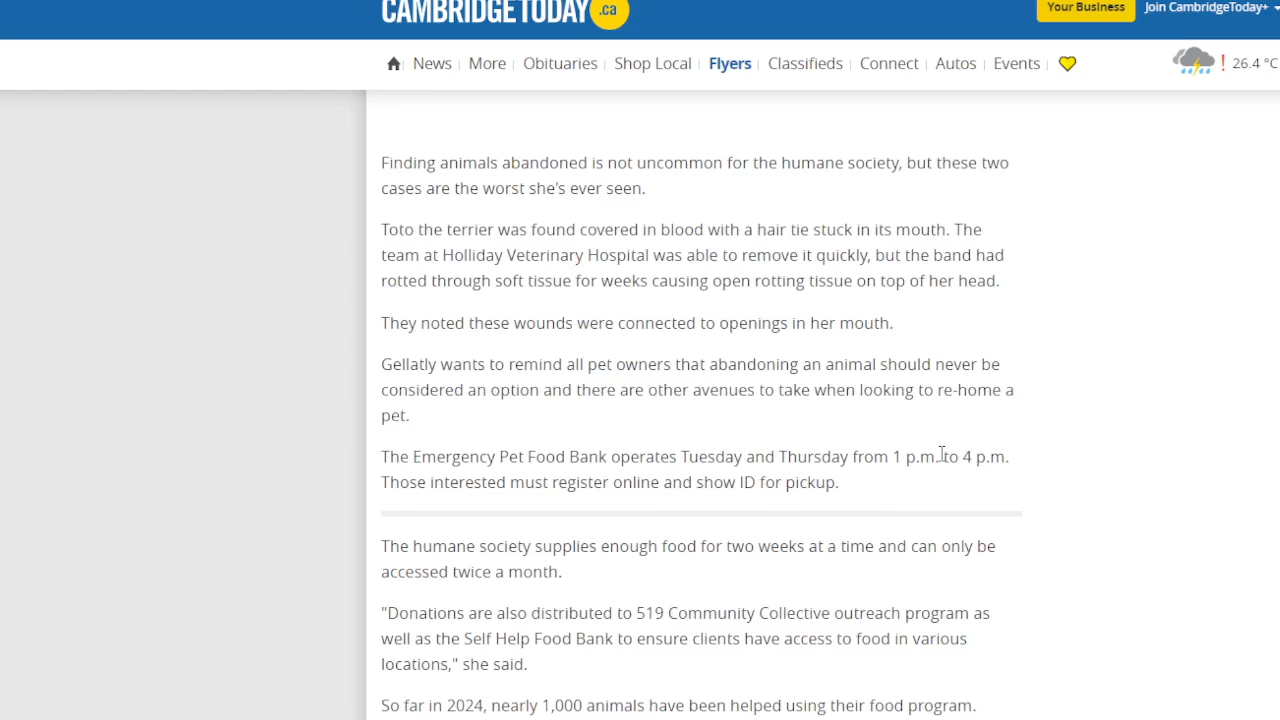 CAMBRIDGETODAY.ca
Your Business
Join CambridgeToday+
News
More
Obituaries
Shop Local
Flyers
Classifieds
Connect
Autos
Events
26.4 °C
Finding animals abandoned is not uncommon for the humane society, but these two
cases are the worst she's ever seen.
Toto the terrier was found covered in blood with a hair tie stuck in its mouth. The
team at Holliday Veterinary Hospital was able to remove it quickly, but the band had
rotted through soft tissue for weeks causing open rotting tissue on top of her head.
They noted these wounds were connected to openings in her mouth.
Gellatly wants to remind all pet owners that abandoning an animal should never be
considered an option and there are other avenues to take when looking to re-home a
pet.
The Emergency Pet Food Bank operates Tuesday and Thursday from 1 p.m. to 4 p.m.
Those interested must register online and show ID for pickup.
The humane society supplies enough food for two weeks at a time and can only be
accessed twice a month.
"Donations are also distributed to 519 Community Collective outreach program as
well as the Self Help Food Bank to ensure clients have access to food in various
locations," she said.
So far in 2024, nearly 1,000 animals have been helped using their food program.